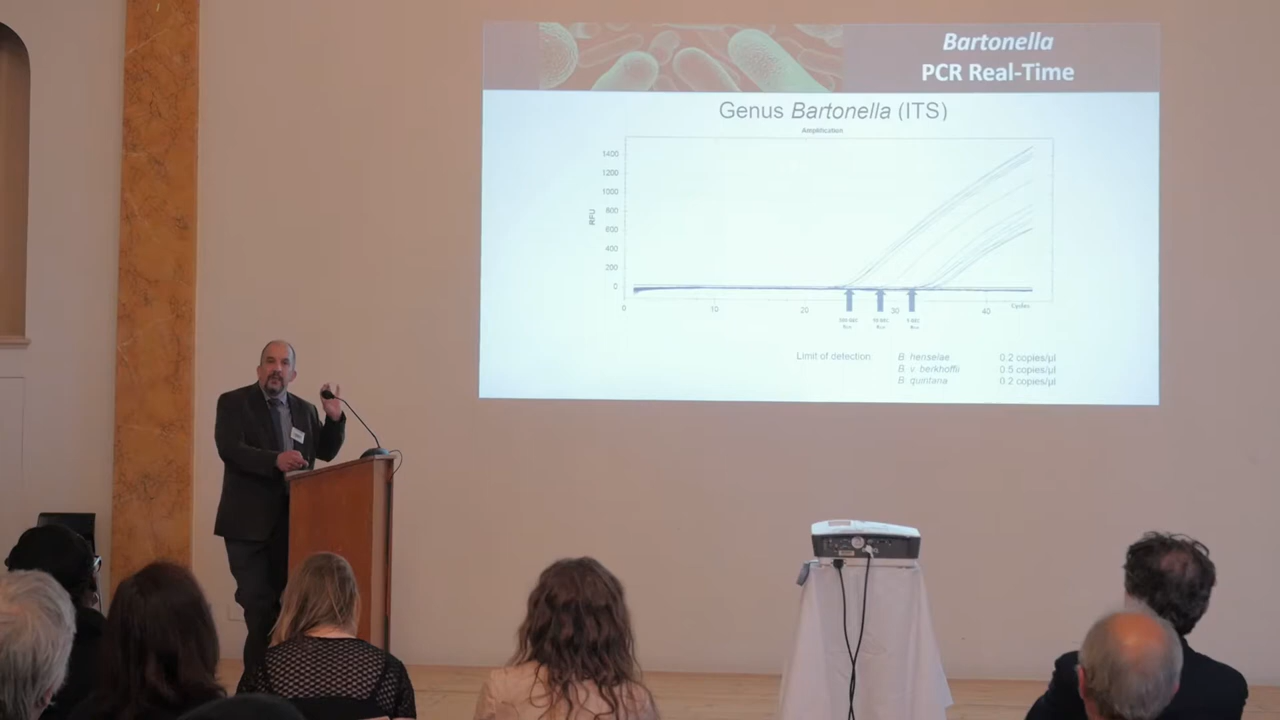 Bartonella
PCR Real-Time
Genus Bartonella (ITS)
Amplification
1400
1200
1000
800
600
400
200
0
RFU
0 10 20 30 40 Cycles
Limit of detection: B. henselae 0.2 copies/µl
B. v. berkhoffii 0.5 copies/µl
B. quintana 0.2 copies/µl